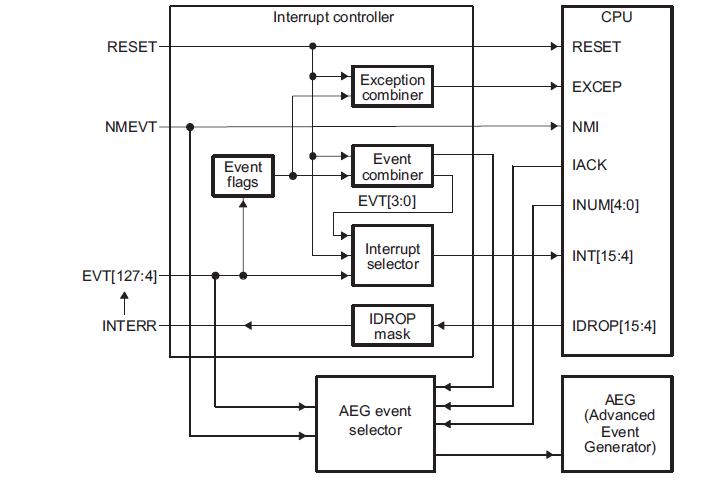 Interrupt controller
CPU
RESET
RESET
Exception
combiner
EXCEP
NMEVT
NMI
Event
flags
Event
combiner
IACK
EVT[3:0]
INUM[4:0]
Interrupt
selector
EVT[127:4]
INT[15:4]
INTERR
IDROP
mask
IDROP[15:4]
AEG event
selector
AEG
(Advanced
Event
Generator)